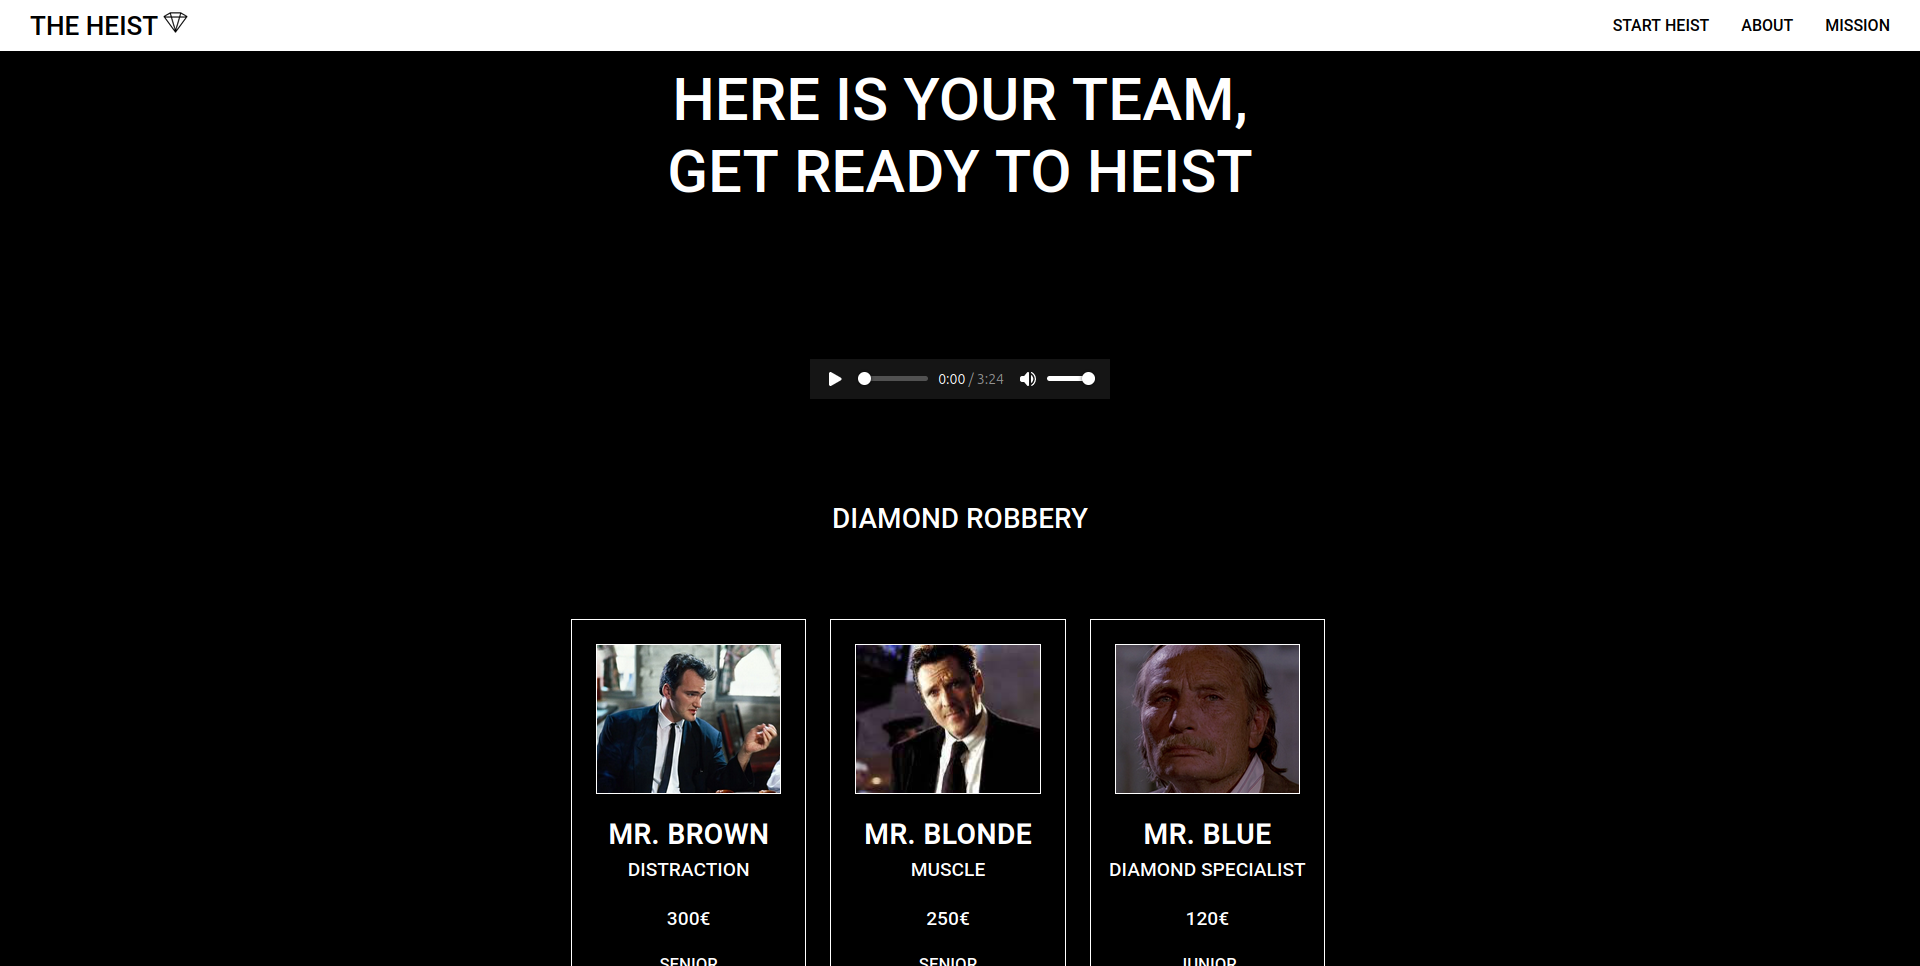 THE HEIST
START HEIST ABOUT MISSION
HERE IS YOUR TEAM,
GET READY TO HEIST
0:00 / 3:24
DIAMOND ROBBERY
MR. BROWN MR. BLONDE MR. BLUE
DISTRACTION MUSCLE DIAMOND SPECIALIST
300€ 250€ 120€
SENIOR SENIOR JUNIOR